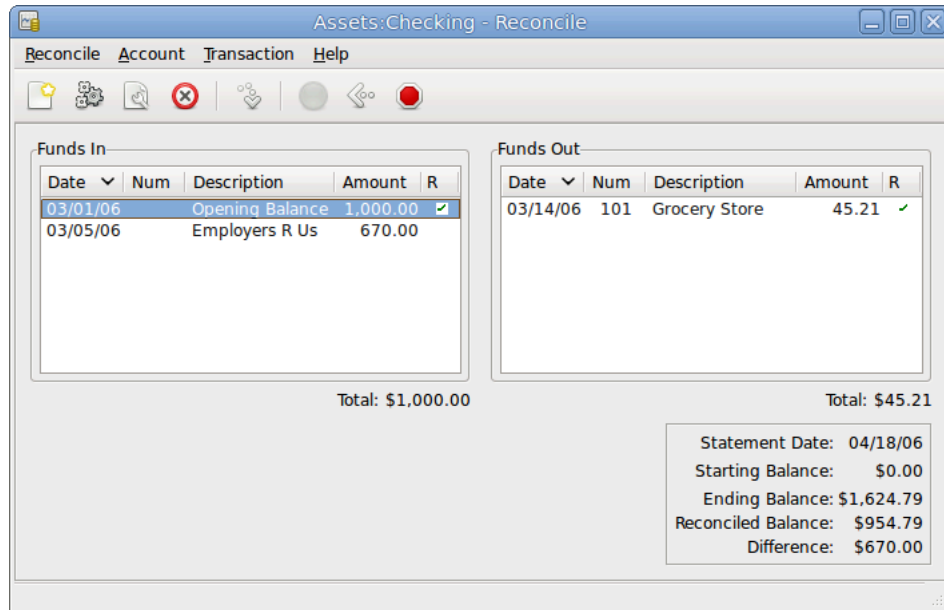 Assets:Checking - Reconcile
Reconcile Account Transaction Help
Funds In
Date Num Description Amount R
03/01/06 Opening Balance 1,000.00
03/05/06 Employers R Us 670.00
Total: $1,000.00
Funds Out
Date Num Description Amount R
03/14/06 101 Grocery Store 45.21
Total: $45.21
Statement Date: 04/18/06
Starting Balance: $0.00
Ending Balance: $1,624.79
Reconciled Balance: $954.79
Difference: $670.00